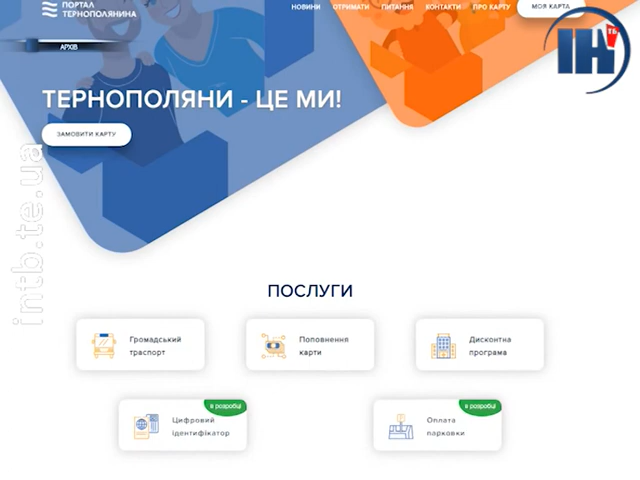 ПОРТАЛ
ТЕРНОПОЛЯНИНА
НОВИНИ ОТРИМАТИ ПИТАННЯ КОНТАКТИ ПРО КАРТУ МОЯ КАРТА
АРХІВ
ІН ТБ
ТЕРНОПОЛЯНИ - ЦЕ МИ!
ЗАМОВИТИ КАРТУ
intb.te.ua
ПОСЛУГИ
Громадський
траспорт
Поповнення
карти
Дисконтна
програма
в розробці
Цифровий
ідентифікатор
в розробці
Оплата
парковки